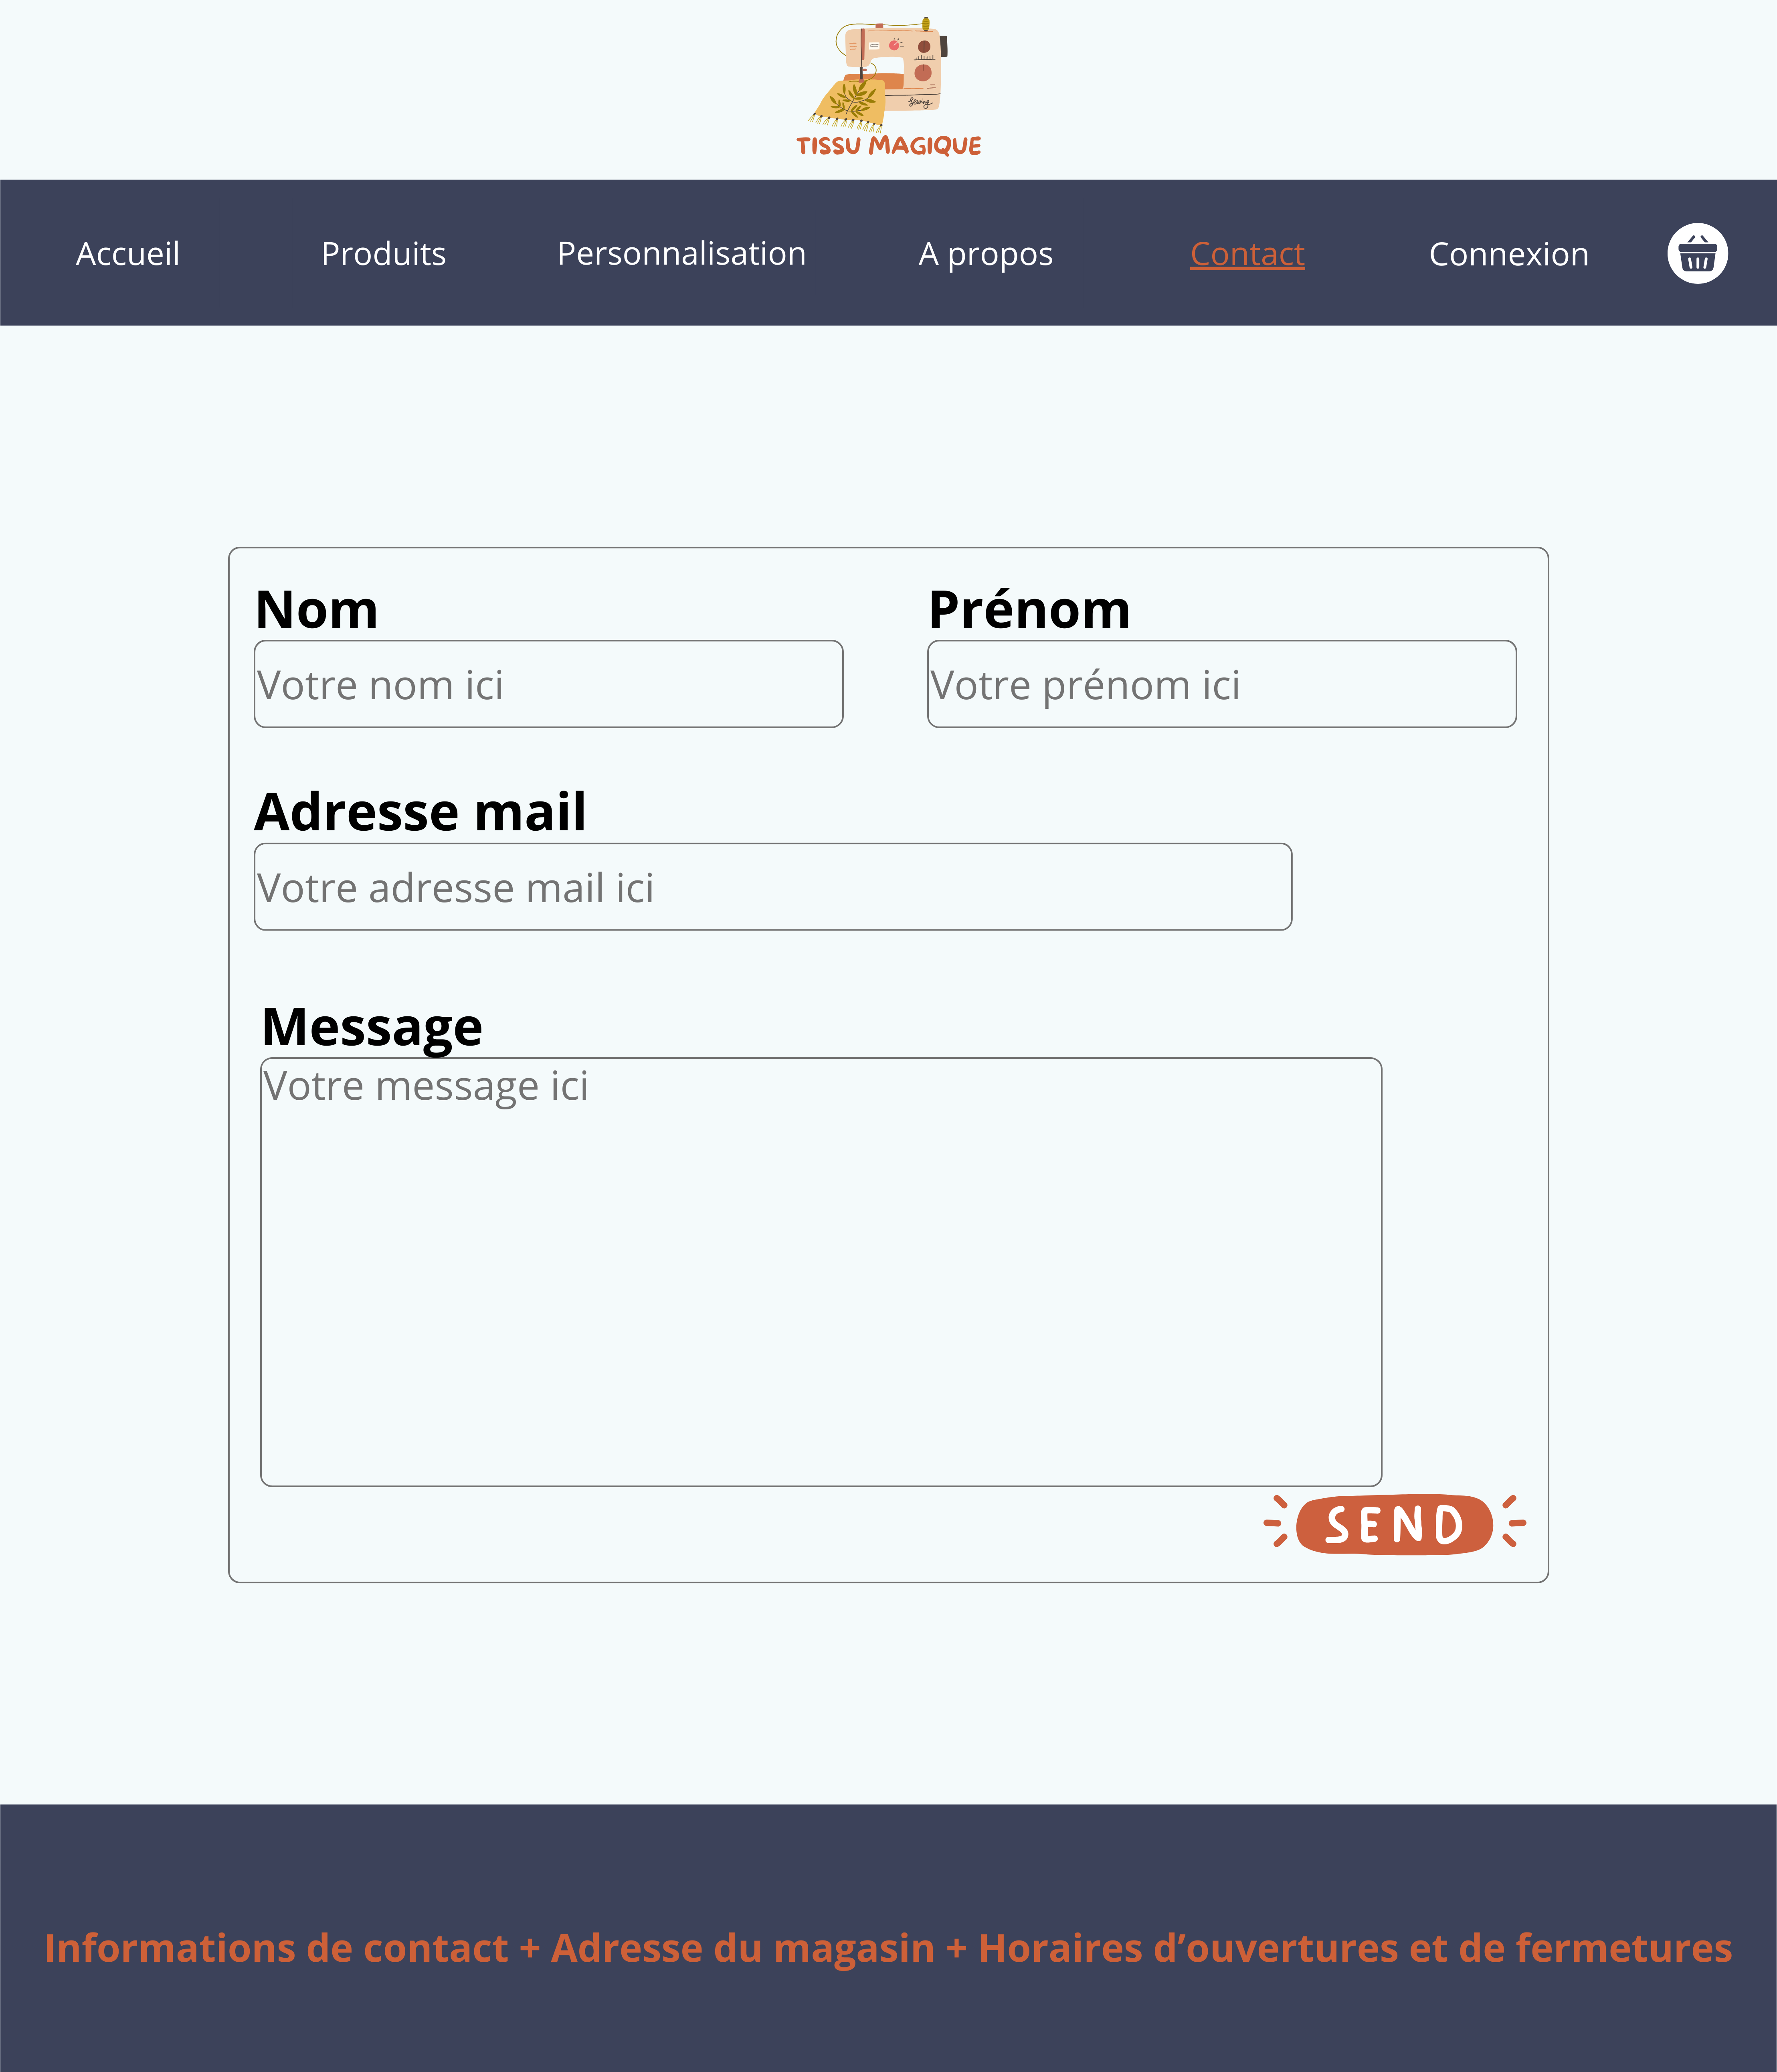 Sewing
TISSU MAGIQUE
Accueil Produits Personnalisation A propos Contact Connexion
Nom Prénom
Votre nom ici Votre prénom ici
Adresse mail
Votre adresse mail ici
Message
Votre message ici
SEND
Informations de contact + Adresse du magasin + Horaires d’ouvertures et de fermetures